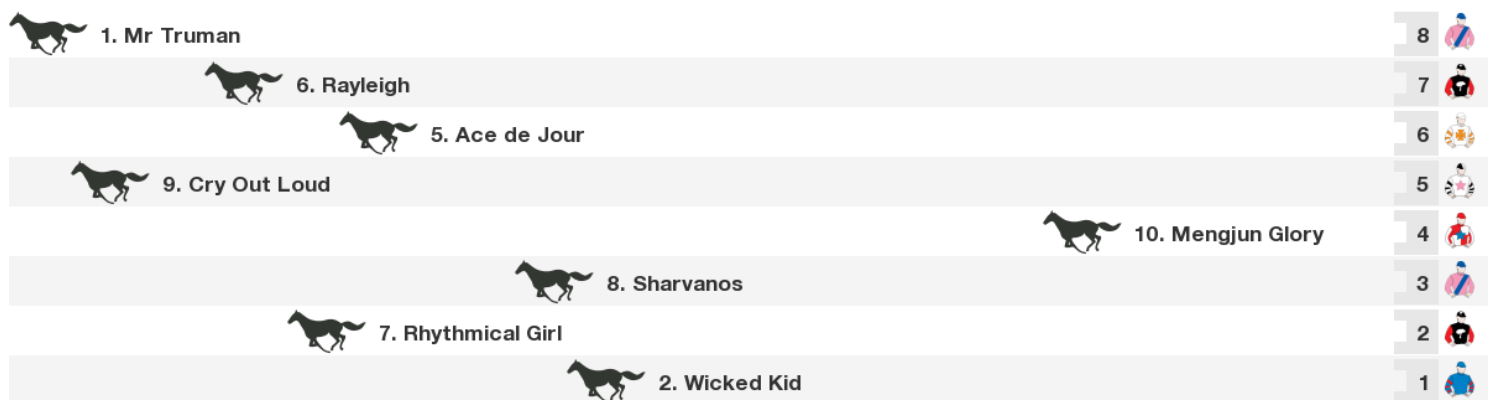 1. Mr Truman 8
6. Rayleigh 7
5. Ace de Jour 6
9. Cry Out Loud 5
10. Mengjun Glory 4
8. Sharvanos 3
7. Rhythmical Girl 2
2. Wicked Kid 1